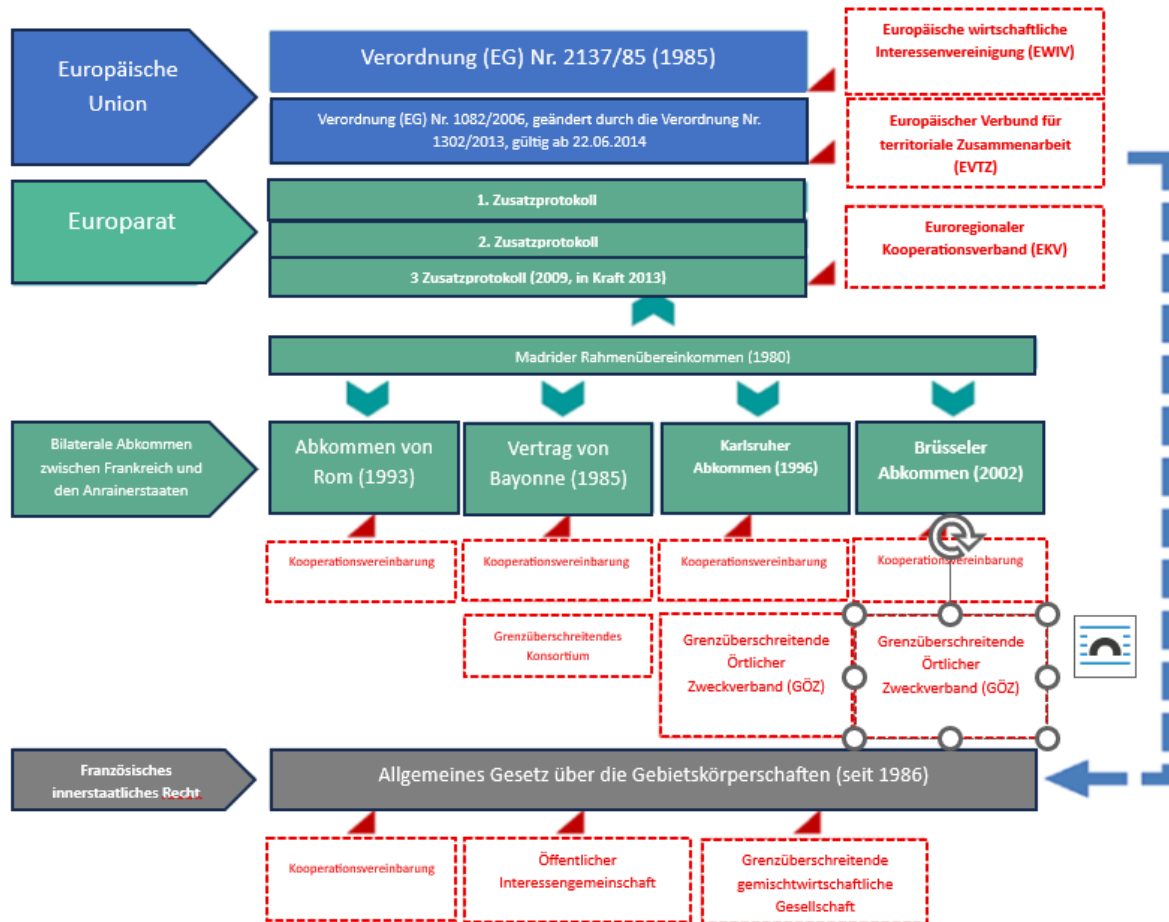 Europäische
Union
Verordnung (EG) Nr. 2137/85 (1985)
Europäische wirtschaftliche
Interessenvereinigung (EWIV)
Verordnung (EG) Nr. 1082/2006, geändert durch die Verordnung Nr.
1302/2013, gültig ab 22.06.2014
Europäischer Verbund für
territoriale Zusammenarbeit
(EVTZ)
Europarat
1. Zusatzprotokoll
2. Zusatzprotokoll
3 Zusatzprotokoll (2009, in Kraft 2013)
Euroregionaler
Kooperationsverband (EKV)
Madrider Rahmenübereinkommen (1980)
Bilaterale Abkommen
zwischen Frankreich und
den Anrainerstaaten
Abkommen von
Rom (1993)
Vertrag von
Bayonne (1985)
Karlsruher
Abkommen (1996)
Brüsseler
Abkommen (2002)
Kooperationsvereinbarung
Kooperationsvereinbarung
Kooperationsvereinbarung
Kooperationsvereinbarung
Grenzüberschreitendes
Konsortium
Grenzüberschreitende
Örtlicher
Zweckverband (GÖZ)
Grenzüberschreitende
Örtlicher
Zweckverband (GÖZ)
Französisches
innerstaatliches Recht
Allgemeines Gesetz über die Gebietskörperschaften (seit 1986)
Kooperationsvereinbarung
Öffentlicher
Interessengemeinschaft
Grenzüberschreitende
gemischtwirtschaftliche
Gesellschaft